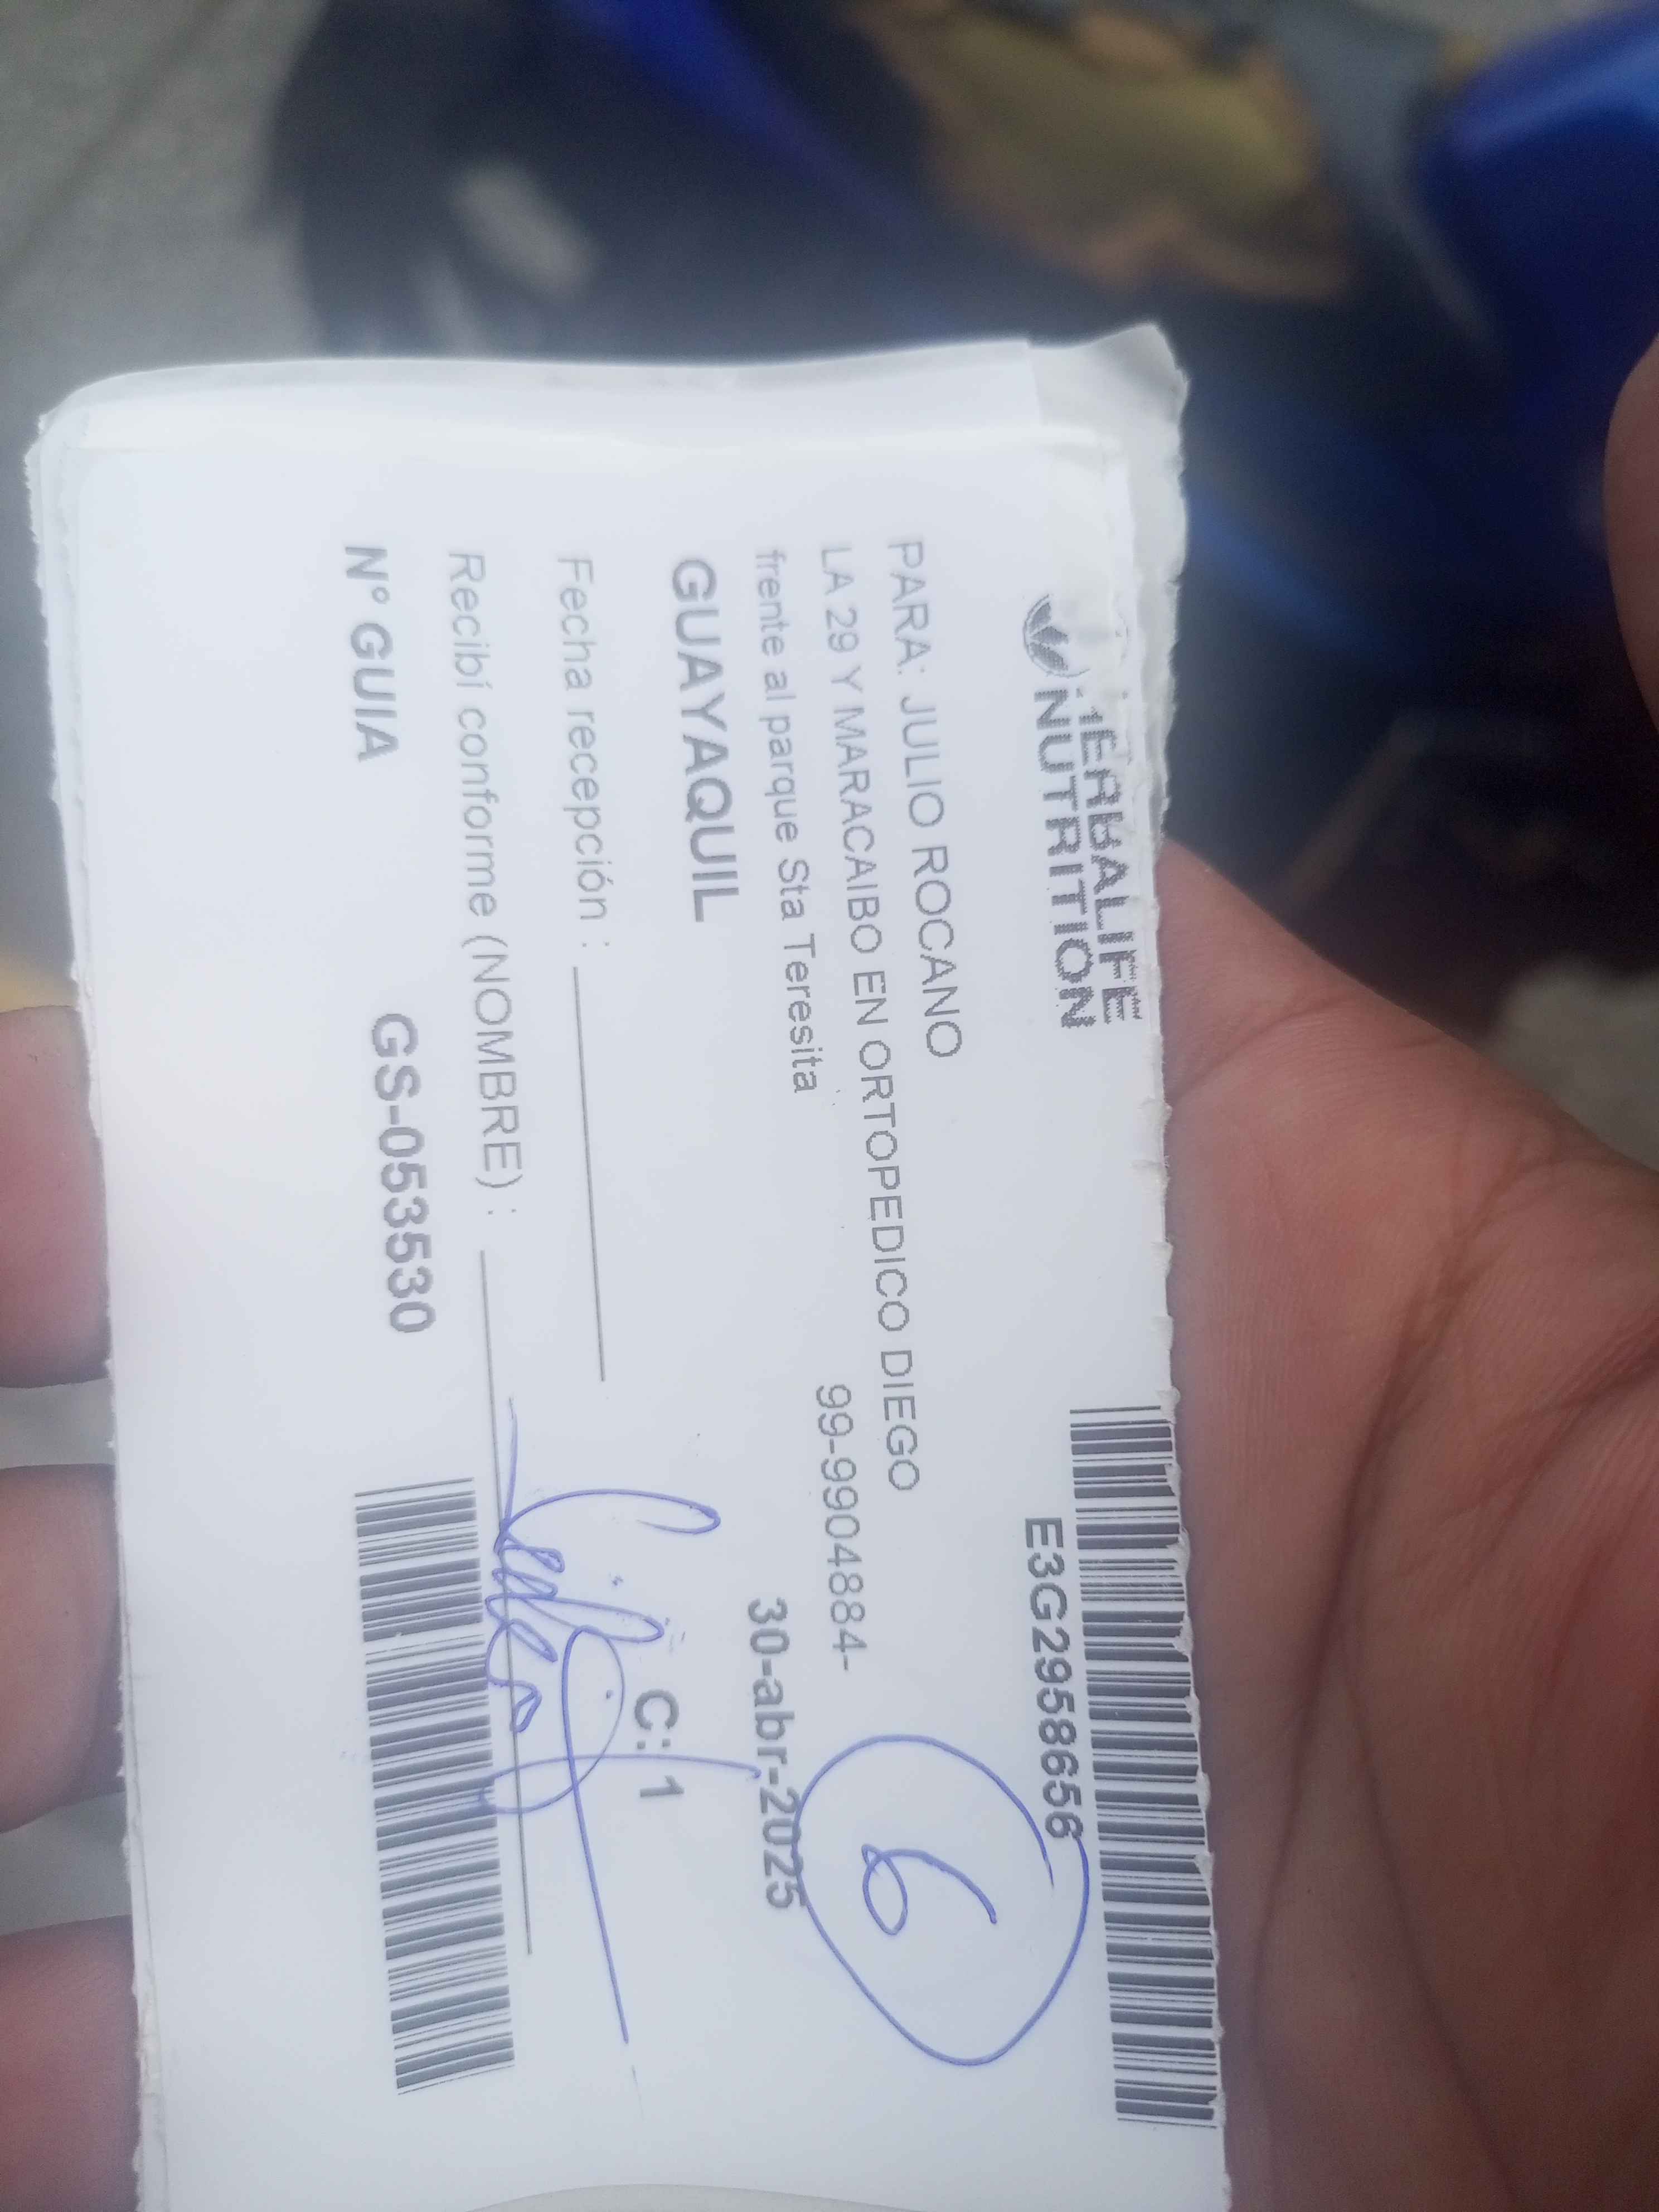 HERBALIFE
NUTRITION
E3G2958656
PARA: JULIO ROCANO
6
LA 29 Y MARACAIBO EN ORTOPEDICO DIEGO
99-9904884-
frente al parque Sta Teresita
30-abr-2025
GUAYAQUIL
C: 1
Fecha recepción :
Recibí conforme (NOMBRE) :
Nº GUIA GS-053530